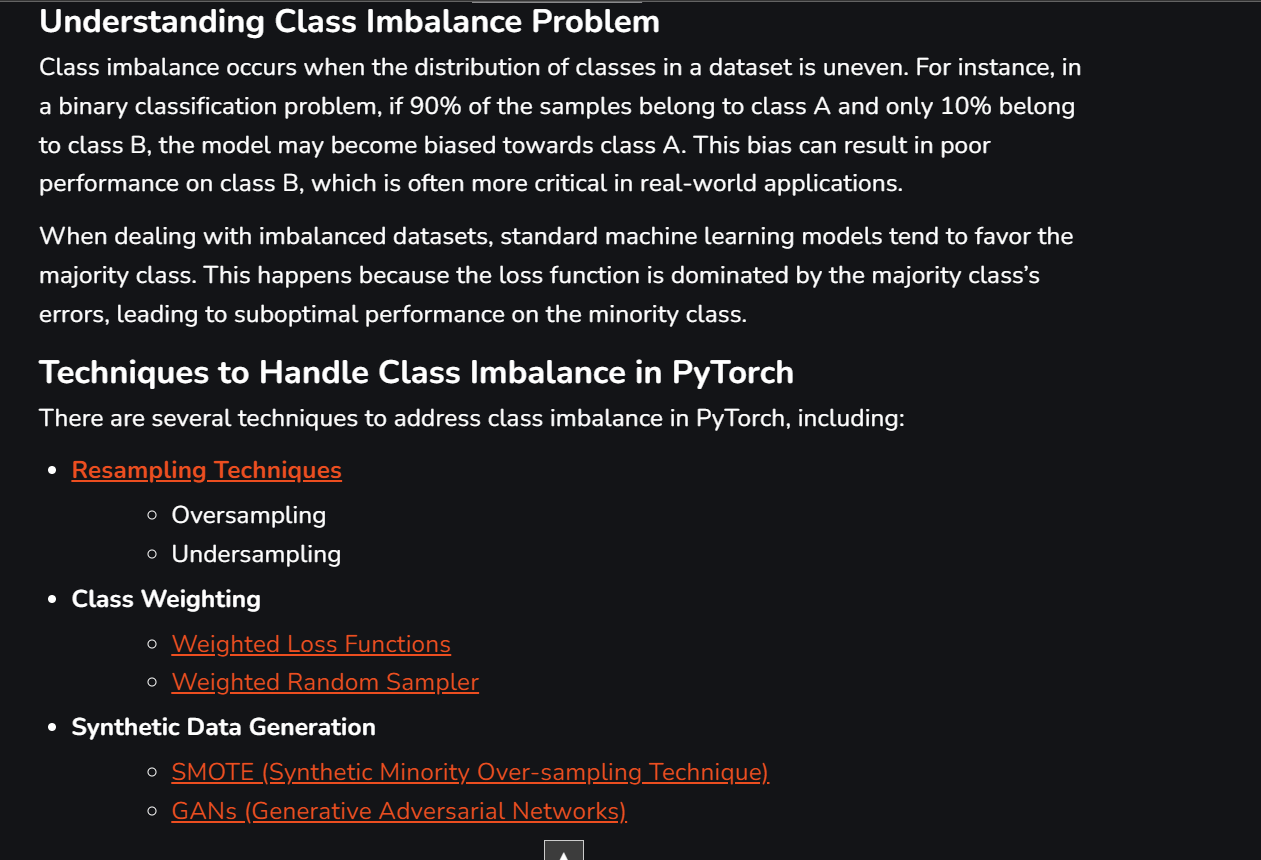 Understanding Class Imbalance Problem
Class imbalance occurs when the distribution of classes in a dataset is uneven. For instance, in
a binary classification problem, if 90% of the samples belong to class A and only 10% belong
to class B, the model may become biased towards class A. This bias can result in poor
performance on class B, which is often more critical in real-world applications.
When dealing with imbalanced datasets, standard machine learning models tend to favor the
majority class. This happens because the loss function is dominated by the majority class’s
errors, leading to suboptimal performance on the minority class.
Techniques to Handle Class Imbalance in PyTorch
There are several techniques to address class imbalance in PyTorch, including:
Resampling Techniques
Oversampling
Undersampling
Class Weighting
Weighted Loss Functions
Weighted Random Sampler
Synthetic Data Generation
SMOTE (Synthetic Minority Over-sampling Technique)
GANs (Generative Adversarial Networks)